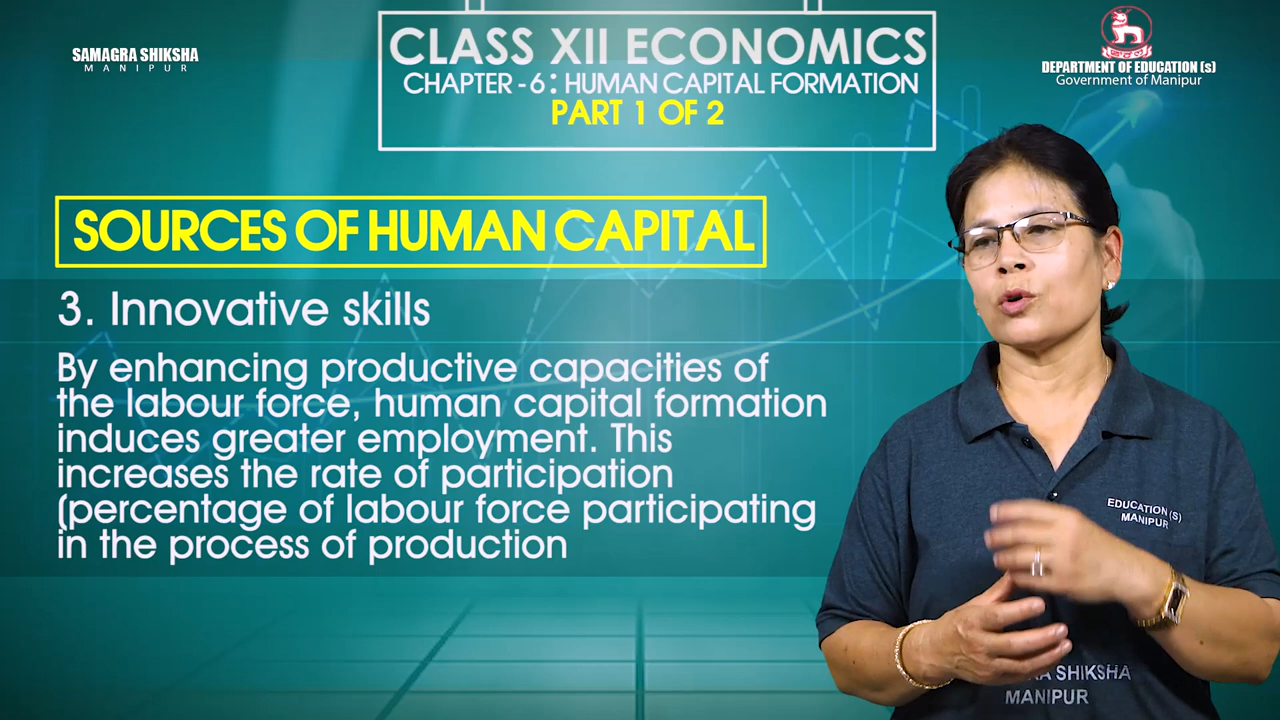 SAMAGRA SHIKSHA
MANIPUR
CLASS XII ECONOMICS
CHAPTER - 6 : HUMAN CAPITAL FORMATION
PART 1 OF 2
DEPARTMENT OF EDUCATION (S)
Government of Manipur
SOURCES OF HUMAN CAPITAL
3. Innovative skills
By enhancing productive capacities of
the labour force, human capital formation
induces greater employment. This
increases the rate of participation
(percentage of labour force participating
in the process of production
EDUCATION (S)
MANIPUR
SHIKSHA
MANIPUR